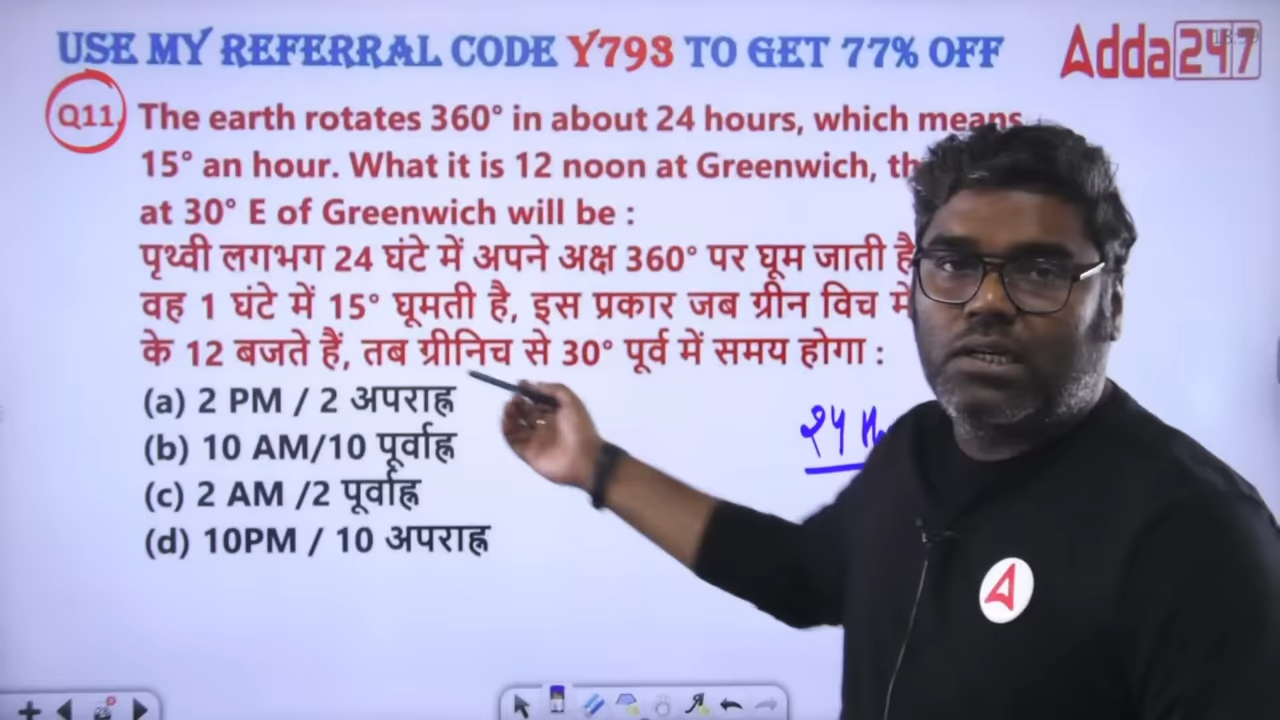 USE MY REFERRAL CODE Y793 TO GET 77% OFF
Adda247
Q11. The earth rotates 360° in about 24 hours, which means
15° an hour. What it is 12 noon at Greenwich,
at 30° E of Greenwich will be :
पृथ्वी लगभग 24 घंटे में अपने अक्ष 360° पर घूम जाती है
वह 1 घंटे में 15° घूमती है, इस प्रकार जब ग्रीन विच में
के 12 बजते हैं, तब ग्रीनिच से 30° पूर्व में समय होगा :
(a) 2 PM / 2 अपराह्न
(b) 10 AM/10 पूर्वाह्न
24
(c) 2 AM /2 पूर्वाह्न
(d) 10PM / 10 अपराह्न